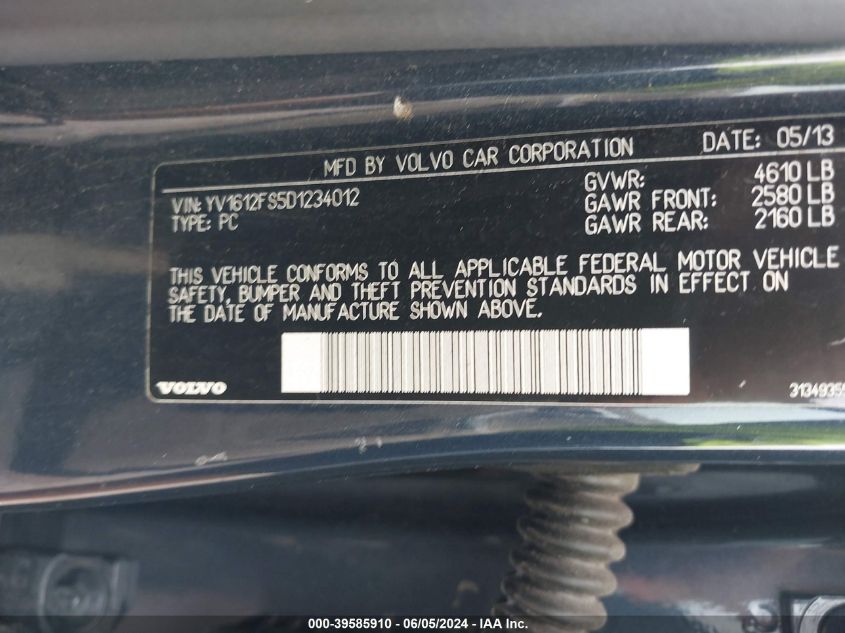 MFD BY VOLVO CAR CORPORATION DATE: 05/13
VIN: YV1612FS5D1234012
TYPE: PC
GVWR: 4610 LB
GAWR FRONT: 2580 LB
GAWR REAR: 2160 LB
THIS VEHICLE CONFORMS TO ALL APPLICABLE FEDERAL MOTOR VEHICLE
SAFETY, BUMPER AND THEFT PREVENTION STANDARDS IN EFFECT ON
THE DATE OF MANUFACTURE SHOWN ABOVE.
VOLVO
000-39585910 - 06/05/2024 - IAA Inc.